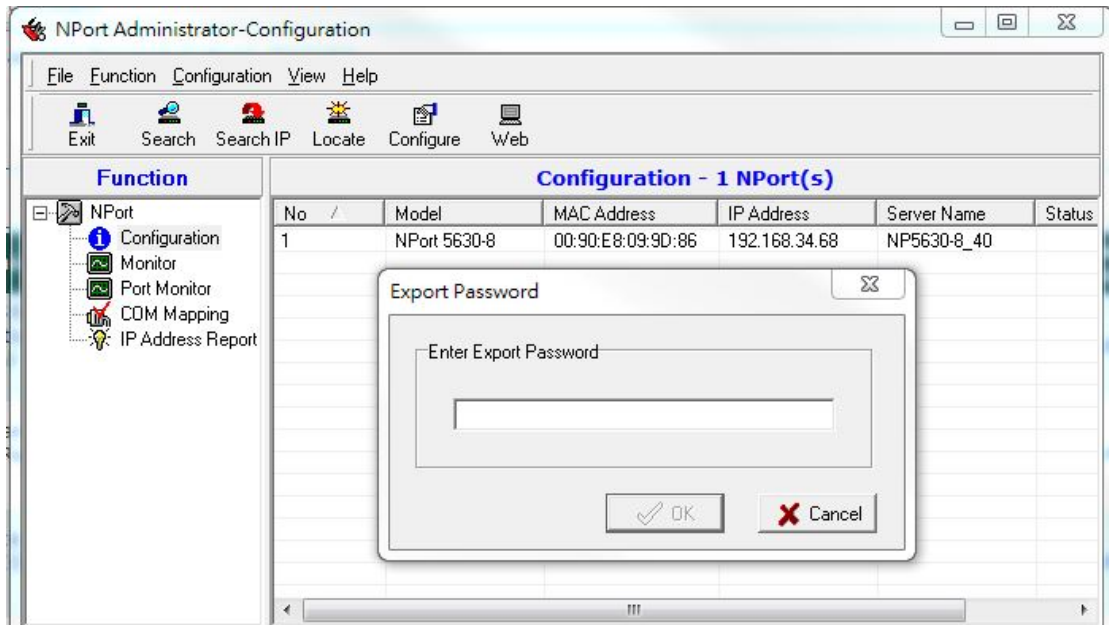 NPort Administrator-Configuration
File Function Configuration View Help
Exit Search Search IP Locate Configure Web
Function
Configuration - 1 NPort(s)
NPort
Configuration
Monitor
Port Monitor
COM Mapping
IP Address Report
No Model MAC Address IP Address Server Name Status
1 NPort 5630-8 00:90:E8:09:9D:86 192.168.34.68 NP5630-8_40
Export Password
Enter Export Password
OK Cancel